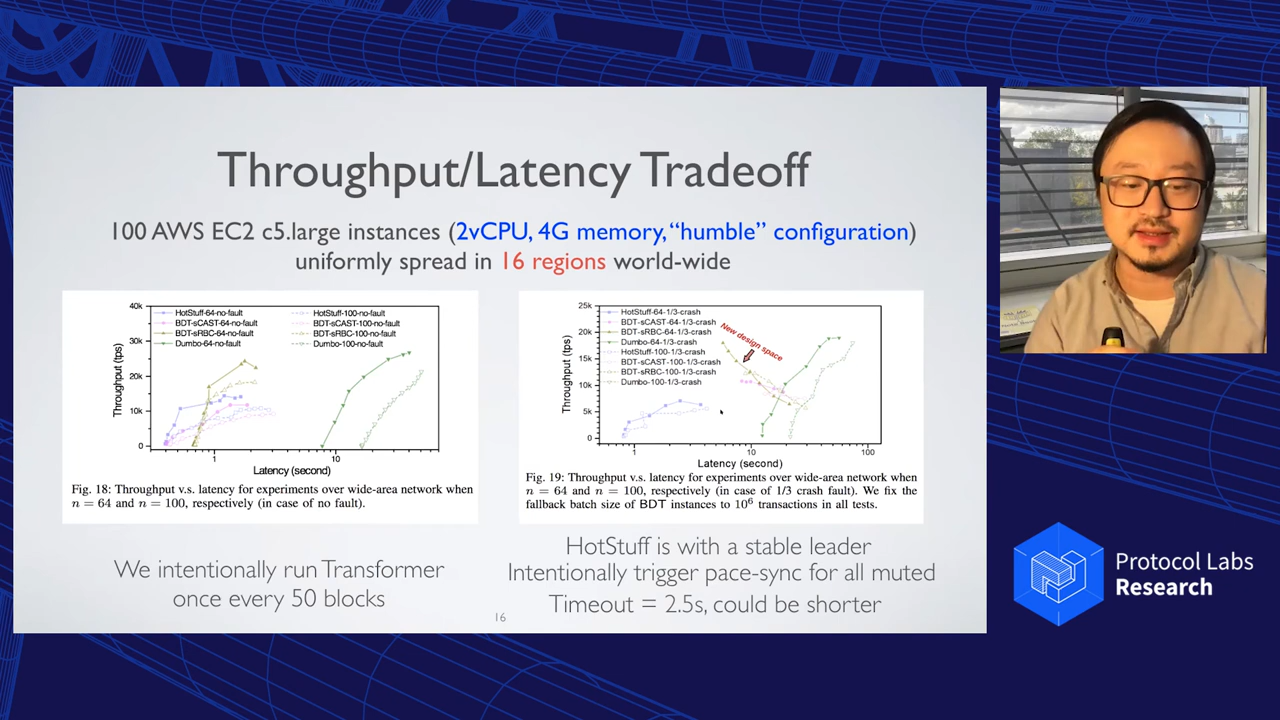 Throughput/Latency Tradeoff
100 AWS EC2 c5.large instances (2vCPU, 4G memory, “humble” configuration)
uniformly spread in 16 regions world-wide
40k
30k
20k
10k
0
Throughput (tps)
HotStuff-64-no-fault
BDT-sCAST-64-no-fault
BDT-sRBC-64-no-fault
Dumbo-64-no-fault
HotStuff-100-no-fault
BDT-sCAST-100-no-fault
BDT-sRBC-100-no-fault
Dumbo-100-no-fault
1
10
Latency (second)
Fig. 18: Throughput v.s. latency for experiments over wide-area network when
n = 64 and n = 100, respectively (in case of no fault).
25k
20k
15k
10k
5k
0
Throughput (tps)
HotStuff-64-1/3-crash
BDT-sCAST-64-1/3-crash
BDT-sRBC-64-1/3-crash
Dumbo-64-1/3-crash
HotStuff-100-1/3-crash
BDT-sCAST-100-1/3-crash
BDT-sRBC-100-1/3-crash
Dumbo-100-1/3-crash
New design space
1
10
100
Latency (second)
Fig. 19: Throughput v.s. latency for experiments over wide-area network when
n = 64 and n = 100, respectively (in case of 1/3 crash fault). We fix the
fallback batch size of BDT instances to 10⁶ transactions in all tests.
We intentionally run Transformer
once every 50 blocks
HotStuff is with a stable leader
Intentionally trigger pace-sync for all muted
Timeout = 2.5s, could be shorter
16
Protocol Labs
Research